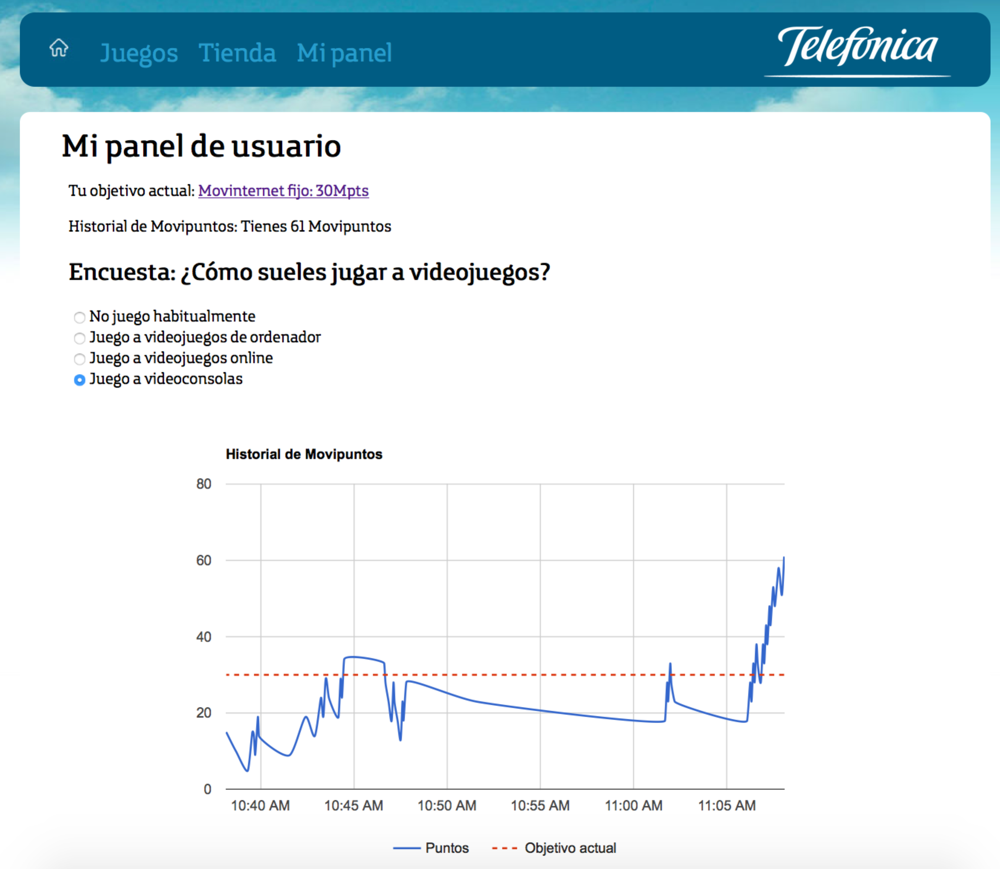 Juegos Tienda Mi panel
Telefónica
Mi panel de usuario
Tu objetivo actual: Movinternet fijo: 30Mpts
Historial de Movipuntos: Tienes 61 Movipuntos
Encuesta: ¿Cómo sueles jugar a videojuegos?
No juego habitualmente
Juego a videojuegos de ordenador
Juego a videojuegos online
Juego a videoconsolas
Historial de Movipuntos
80
60
40
20
0
10:40 AM 10:45 AM 10:50 AM 10:55 AM 11:00 AM 11:05 AM
Puntos Objetivo actual